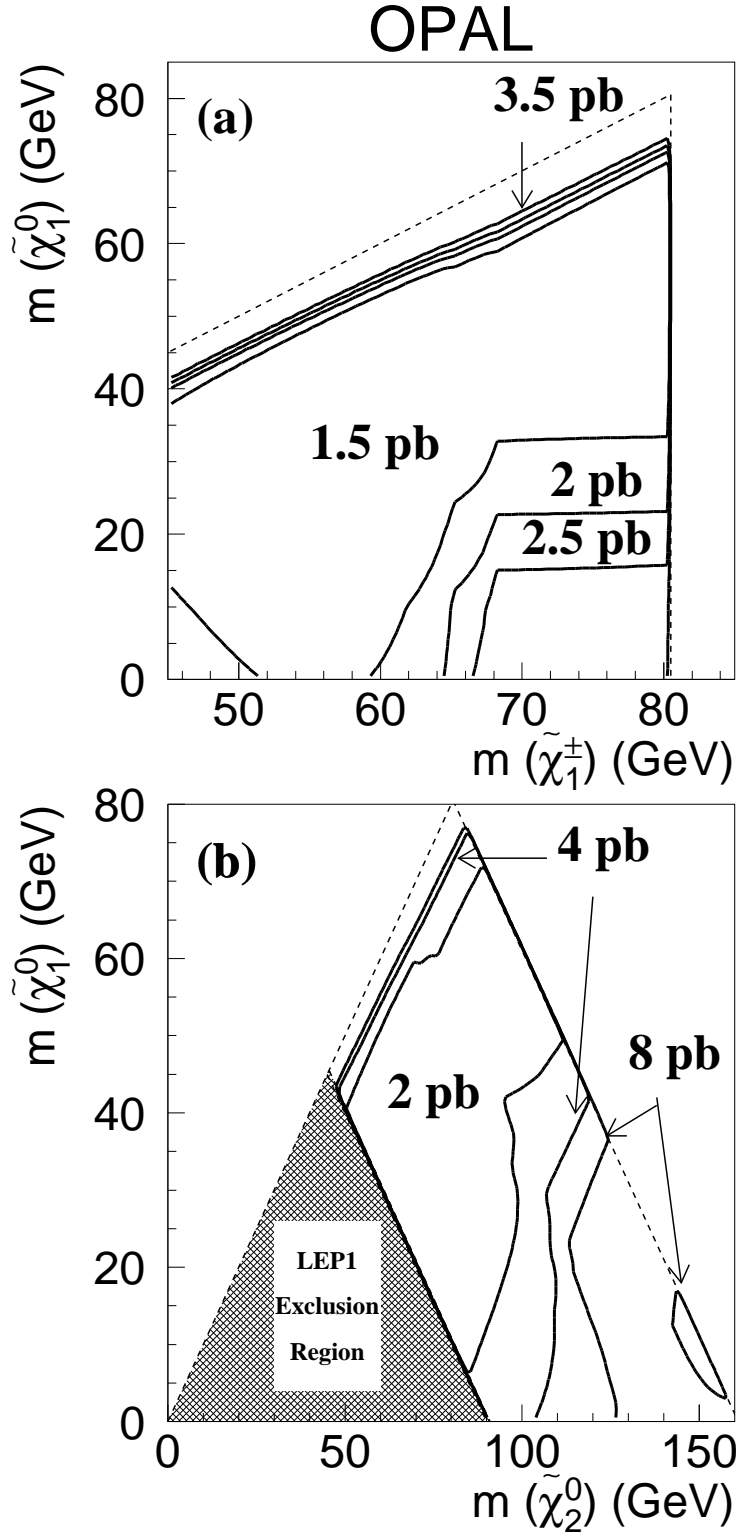 OPAL
(a)
3.5 pb
1.5 pb
2 pb
2.5 pb
m (χ̃₁⁰) (GeV)
80
60
40
20
0
50 60 70 80
m (χ̃₁±) (GeV)
(b)
4 pb
8 pb
2 pb
LEP1
Exclusion
Region
m (χ̃₁⁰) (GeV)
80
60
40
20
0
0 50 100 150
m (χ̃₂⁰) (GeV)